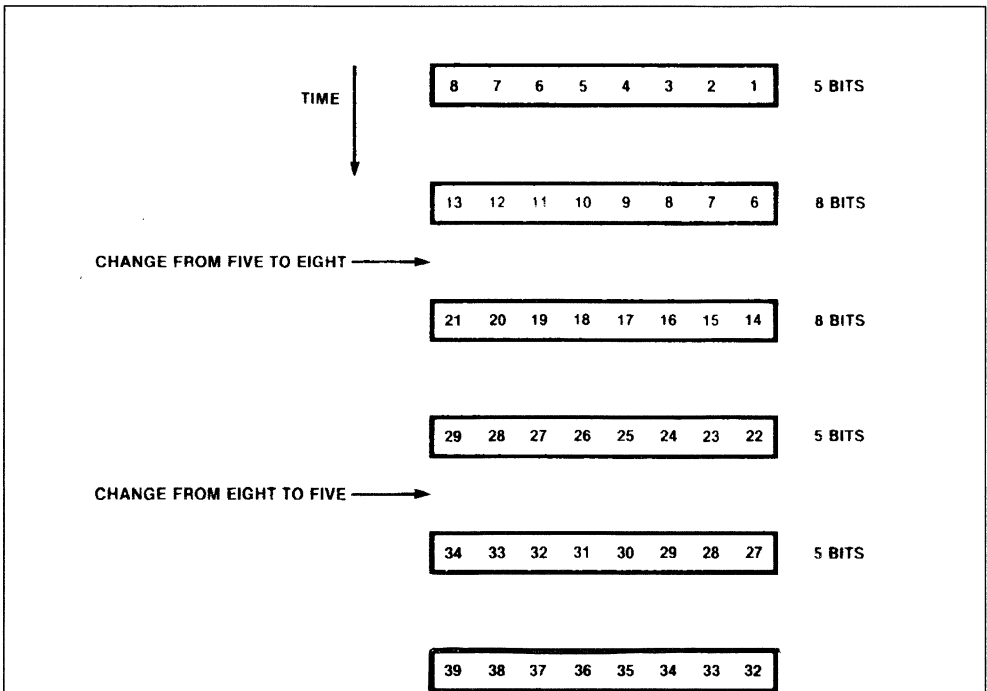 8 7 6 5 4 3 2 1 5 BITS
TIME
13 12 11 10 9 8 7 6 8 BITS
CHANGE FROM FIVE TO EIGHT
21 20 19 18 17 16 15 14 8 BITS
29 28 27 26 25 24 23 22 5 BITS
CHANGE FROM EIGHT TO FIVE
34 33 32 31 30 29 28 27 5 BITS
39 38 37 36 35 34 33 32